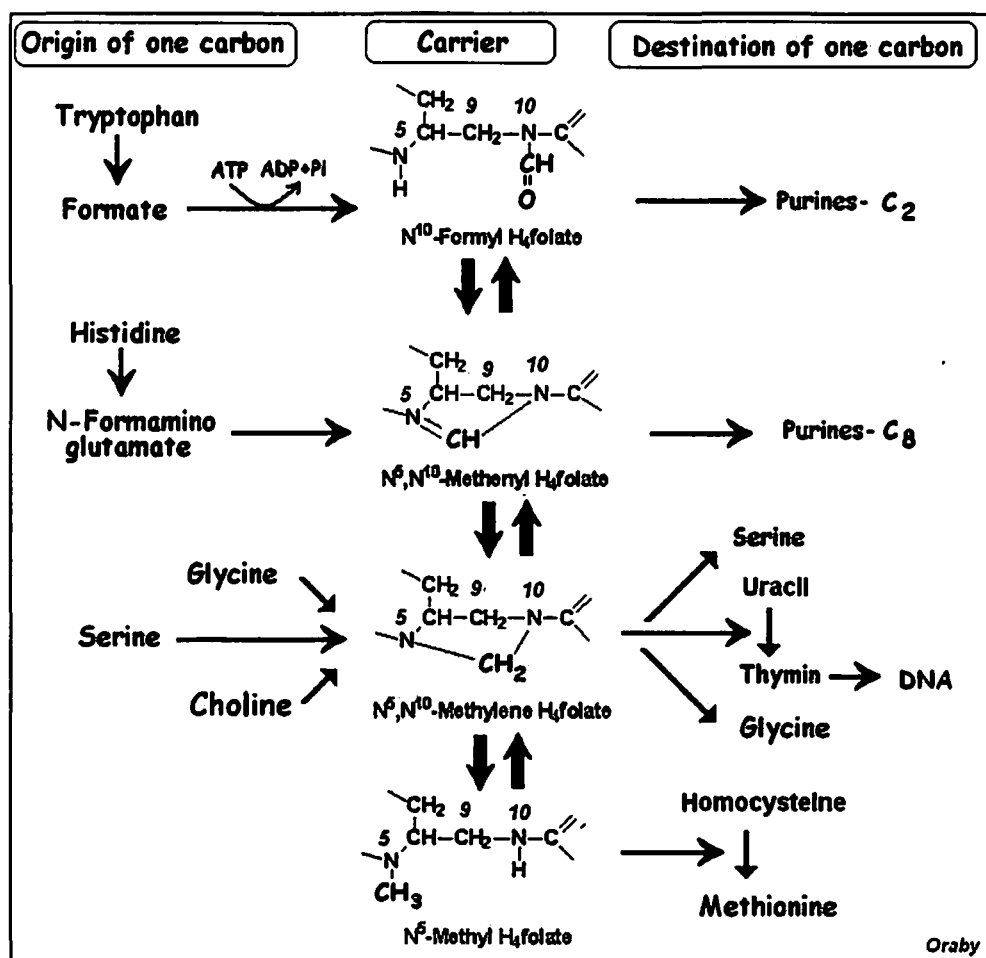 Origin of one carbon
Carrier
Destination of one carbon
Tryptophan
Formate
ATP ADP+Pi
CH₂ 9 10
5 CH–CH₂–N–C
N CH
H O
N¹⁰-Formyl H₄folate
Purines- C₂
Histidine
N-Formamino
glutamate
CH₂ 9 10
5 CH–CH₂–N–C
N CH
N⁵,N¹⁰-Methenyl H₄folate
Purines- C₈
Glycine
Serine
Choline
CH₂ 9 10
5 CH–CH₂–N–C
N CH₂
N⁵,N¹⁰-Methylene H₄folate
Serine
Uracil
Thymin DNA
Glycine
CH₂ 9 10
5 CH–CH₂–N–C
N H
CH₃
N⁵-Methyl H₄folate
Homocysteine
Methionine
Oraby